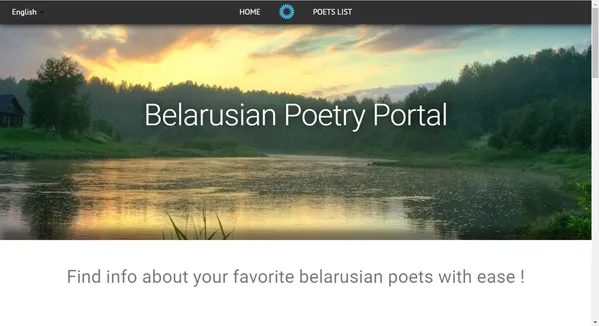 English
HOME
POETS LIST
Belarusian Poetry Portal
Find info about your favorite belarusian poets with ease !